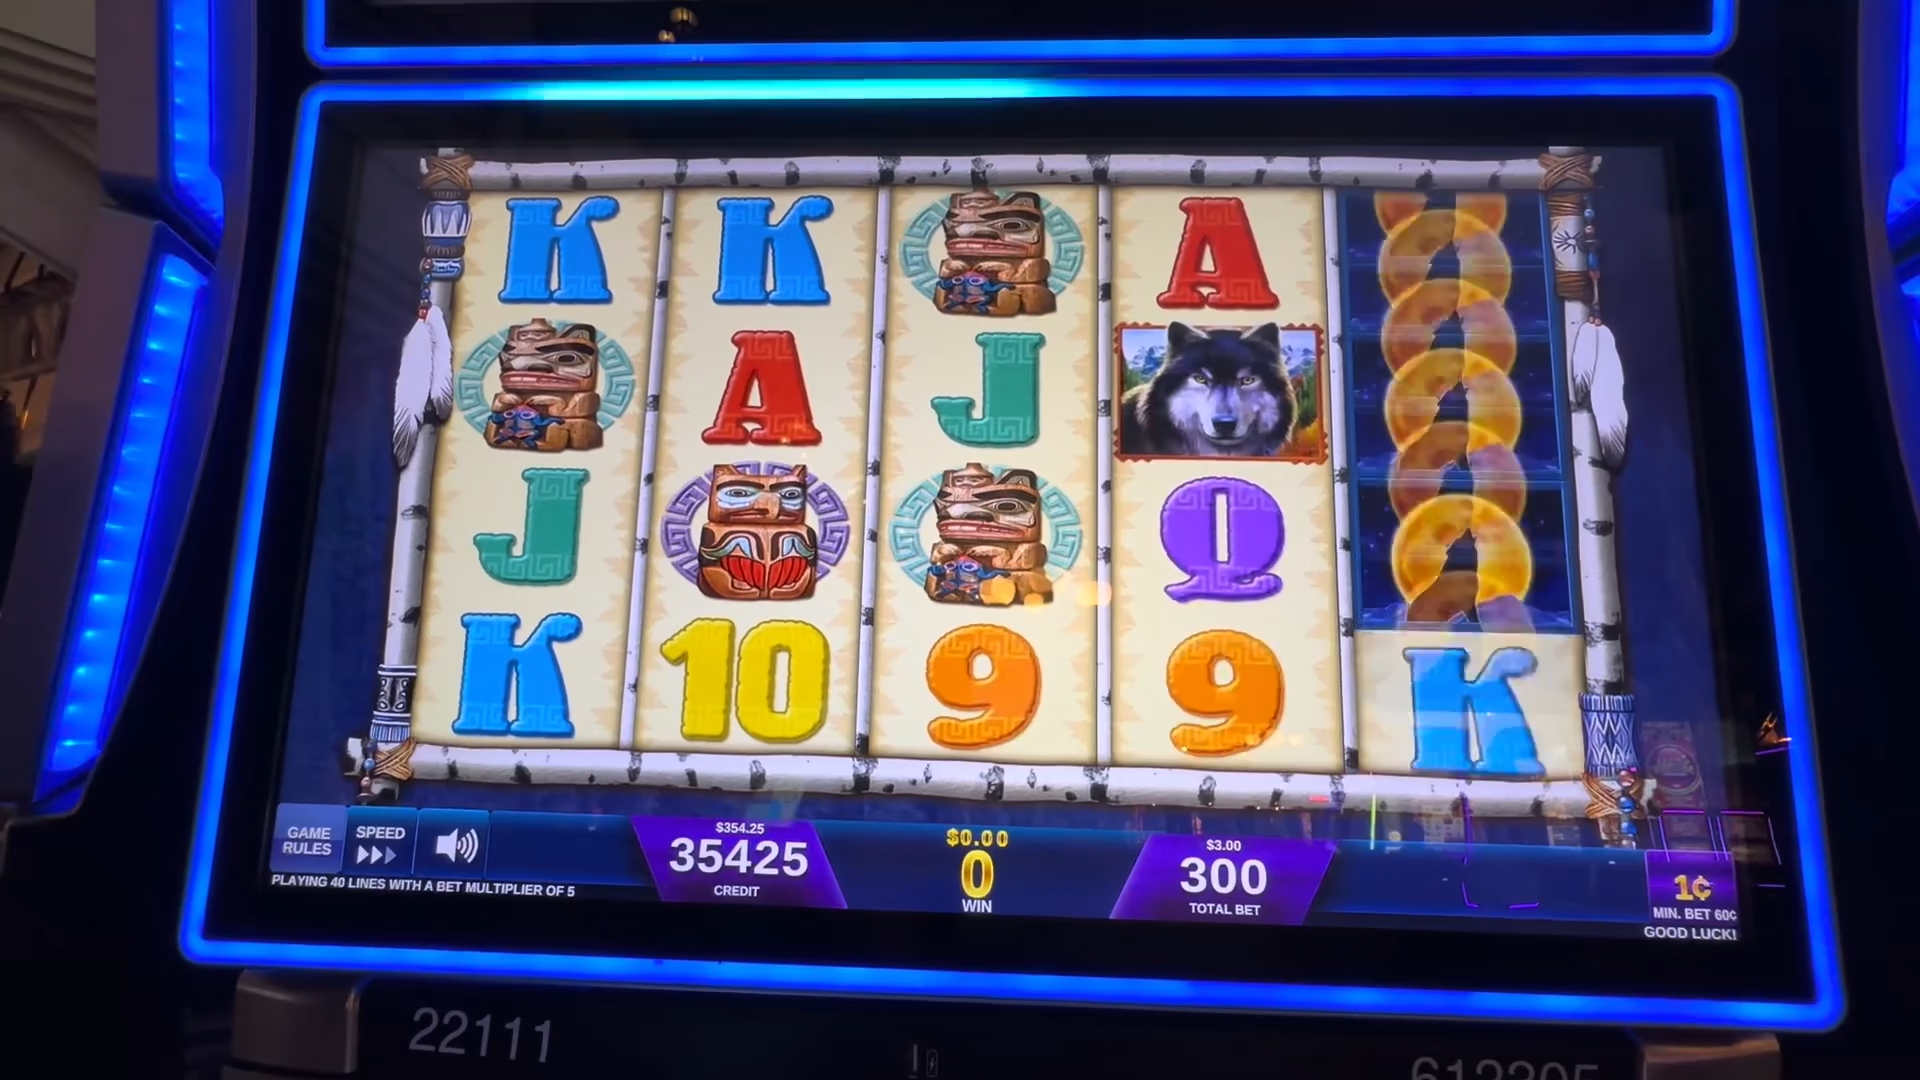 K K A
A J
J Q
K 10 9 9 K
GAME RULES
SPEED
$354.25
35425
CREDIT
$0.00
0
WIN
$3.00
300
TOTAL BET
1¢
MIN. BET 60¢
GOOD LUCK!
PLAYING 40 LINES WITH A BET MULTIPLIER OF 5
22111